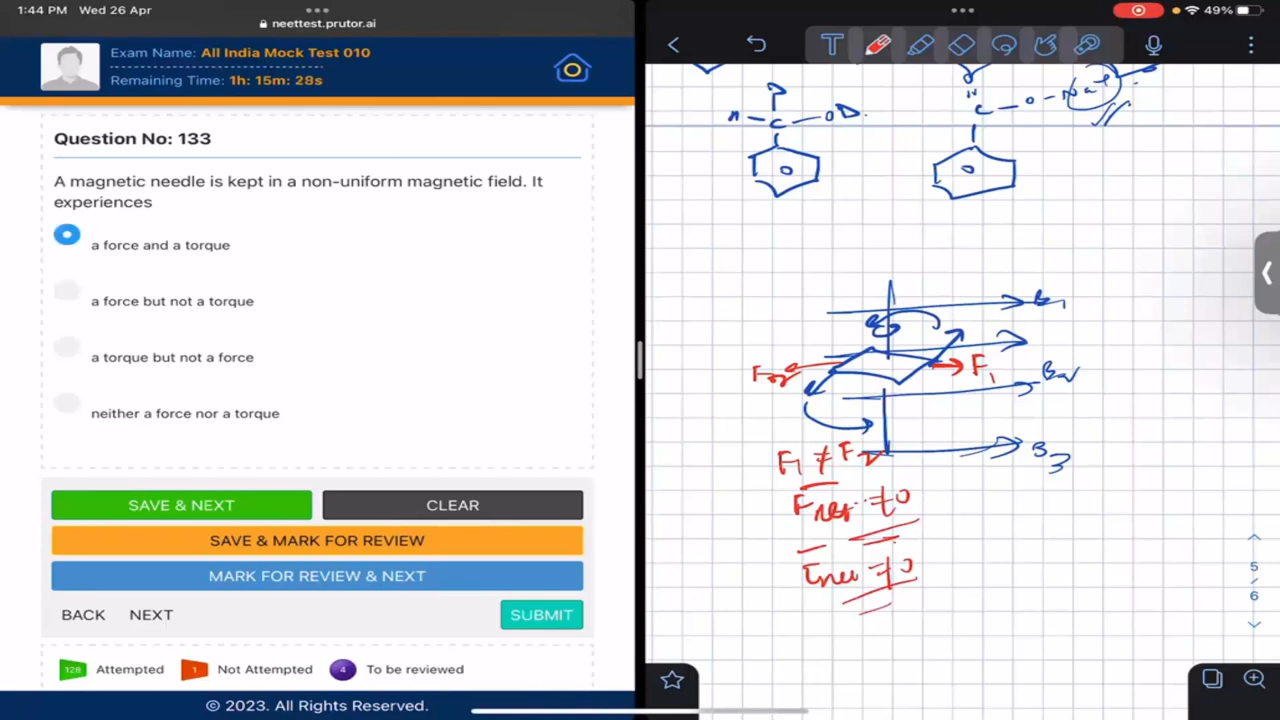 1:44 PM Wed 26 Apr
neettest.prutor.ai
Exam Name: All India Mock Test 010
Remaining Time: 1h: 15m: 28s
Question No: 133
A magnetic needle is kept in a non-uniform magnetic field. It
experiences
a force and a torque
a force but not a torque
a torque but not a force
neither a force nor a torque
SAVE & NEXT
CLEAR
SAVE & MARK FOR REVIEW
MARK FOR REVIEW & NEXT
BACK
NEXT
SUBMIT
128 Attempted
1 Not Attempted
4 To be reviewed
© 2023. All Rights Reserved.
49%
T
C
OD
C - O - Na+
B1
F2
F1
B2
B3
F1 ≠ F2
Fnet ≠ 0
τnet ≠ 0
5
/
6